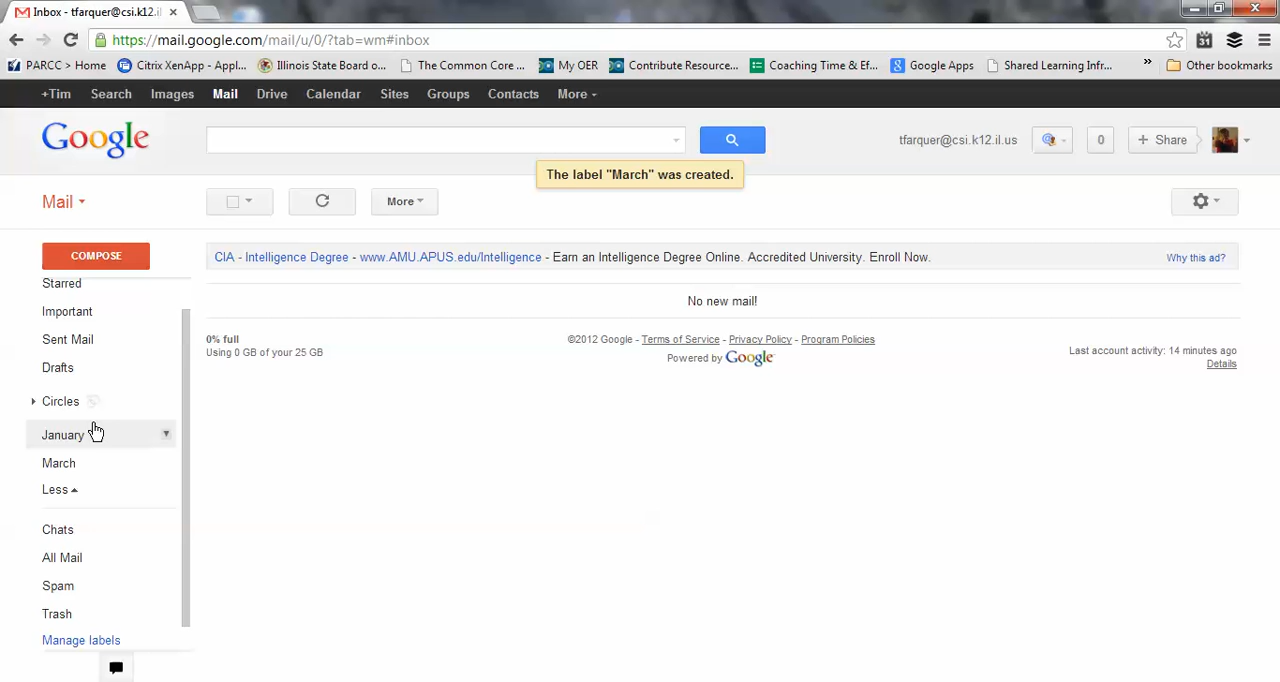 Inbox - tfarquer@csi.k12.il.
https://mail.google.com/mail/u/0/?tab=wm#inbox
31
PARCC > Home Citrix XenApp - Appl... Illinois State Board o... The Common Core ... My OER Contribute Resource... Coaching Time & Ef... Google Apps Shared Learning Infr... » Other bookmarks
+Tim Search Images Mail Drive Calendar Sites Groups Contacts More
Google tfarquer@csi.k12.il.us 0 + Share
The label "March" was created.
Mail More
COMPOSE
CIA - Intelligence Degree - www.AMU.APUS.edu/Intelligence - Earn an Intelligence Degree Online. Accredited University. Enroll Now. Why this ad?
Starred
No new mail!
Important
Sent Mail
0% full
Using 0 GB of your 25 GB
©2012 Google - Terms of Service - Privacy Policy - Program Policies
Powered by Google
Last account activity: 14 minutes ago
Details
Drafts
Circles
January
March
Less
Chats
All Mail
Spam
Trash
Manage labels